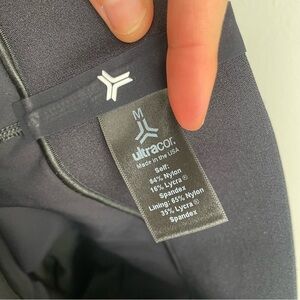 M
ultracor.
Made in the USA
Self:
84% Nylon
16% Lycra ®
Spandex
Lining: 65% Nylon
35% Lycra ®
Spandex